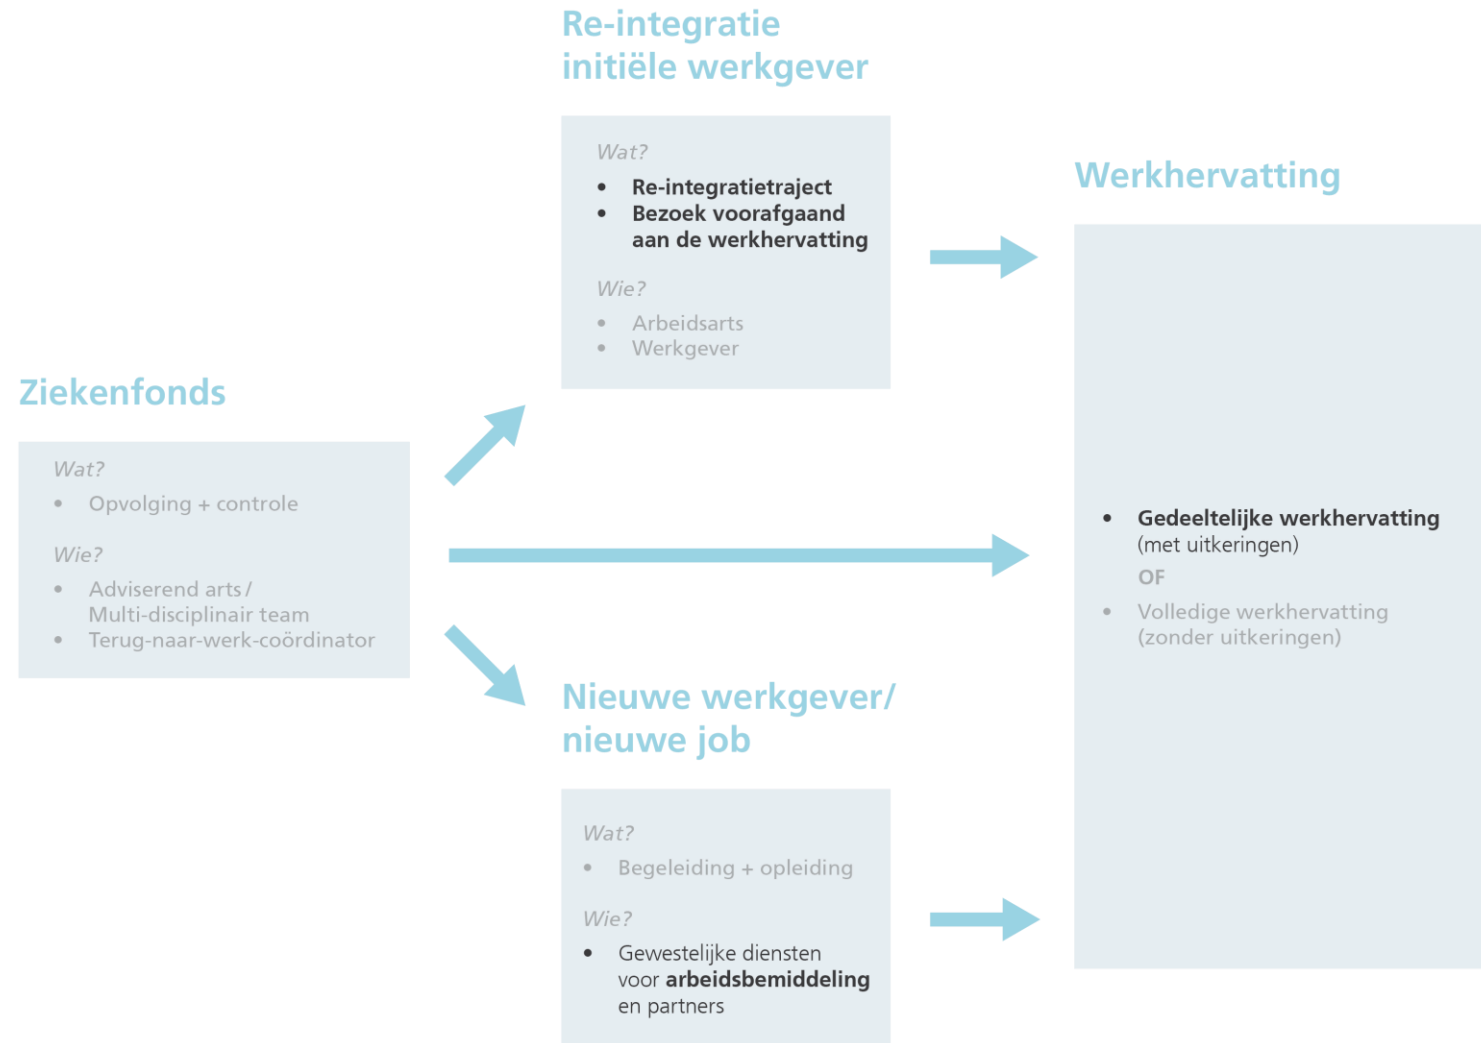 Ziekenfonds
Wat?
• Opvolging + controle
Wie?
• Adviserend arts /
Multi-disciplinair team
• Terug-naar-werk-coördinator
Re-integratie
initiële werkgever
Wat?
• Re-integratietraject
• Bezoek voorafgaand
aan de werkhervatting
Wie?
• Arbeidsarts
• Werkgever
Nieuwe werkgever/
nieuwe job
Wat?
• Begeleiding + opleiding
Wie?
• Gewestelijke diensten
voor arbeidsbemiddeling
en partners
Werkhervatting
• Gedeeltelijke werkhervatting
(met uitkeringen)
OF
• Volledige werkhervatting
(zonder uitkeringen)